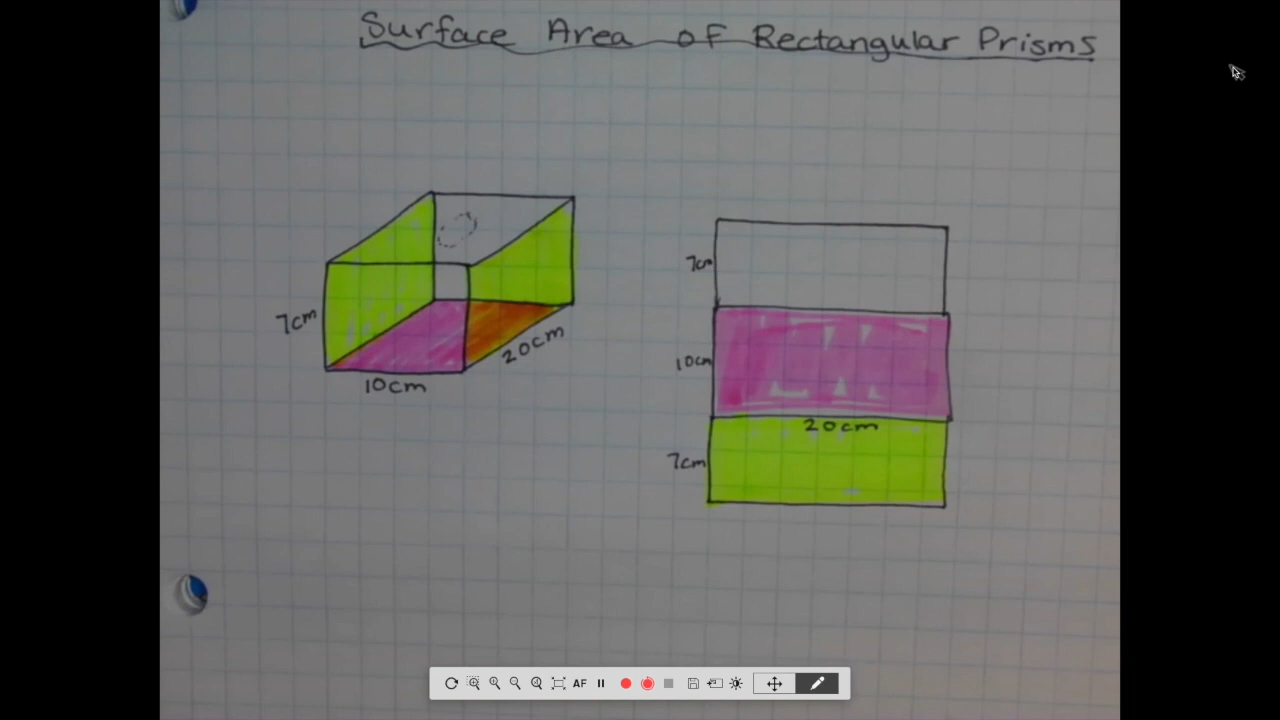 Surface Area of Rectangular Prisms
7cm
20cm
10cm
7cm
10cm
20cm
7cm
AF